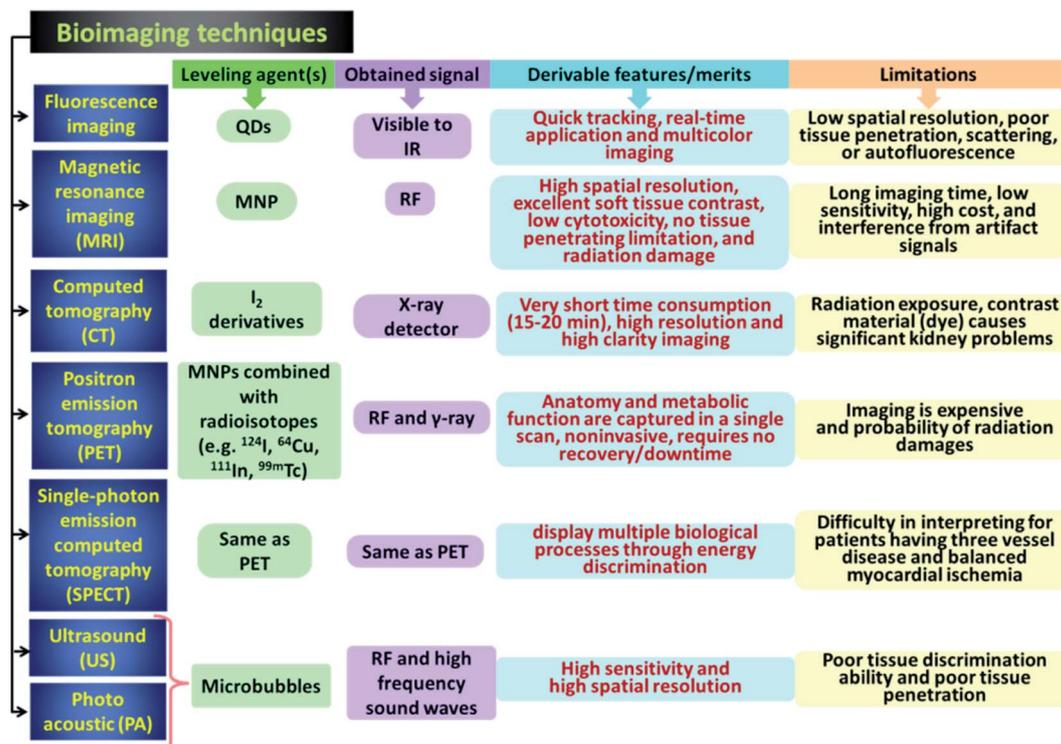 Bioimaging techniques
Leveling agent(s)
Obtained signal
Derivable features/merits
Limitations
Fluorescence
imaging
QDs
Visible to
IR
Quick tracking, real-time
application and multicolor
imaging
Low spatial resolution, poor
tissue penetration, scattering,
or autofluorescence
Magnetic
resonance
imaging
(MRI)
MNP
RF
High spatial resolution,
excellent soft tissue contrast,
low cytotoxicity, no tissue
penetrating limitation, and
radiation damage
Long imaging time, low
sensitivity, high cost, and
interference from artifact
signals
Computed
tomography
(CT)
I₂
derivatives
X-ray
detector
Very short time consumption
(15-20 min), high resolution and
high clarity imaging
Radiation exposure, contrast
material (dye) causes
significant kidney problems
Positron
emission
tomography
(PET)
MNPs combined
with
radioisotopes
(e.g. ¹²⁴I, ⁶⁴Cu,
¹¹¹In, ⁹⁹ᵐTc)
RF and γ-ray
Anatomy and metabolic
function are captured in a single
scan, noninvasive, requires no
recovery/downtime
Imaging is expensive
and probability of radiation
damages
Single-photon
emission
computed
tomography
(SPECT)
Same as
PET
Same as PET
display multiple biological
processes through energy
discrimination
Difficulty in interpreting for
patients having three vessel
disease and balanced
myocardial ischemia
Ultrasound
(US)
Photo
acoustic (PA)
Microbubbles
RF and high
frequency
sound waves
High sensitivity and
high spatial resolution
Poor tissue discrimination
ability and poor tissue
penetration